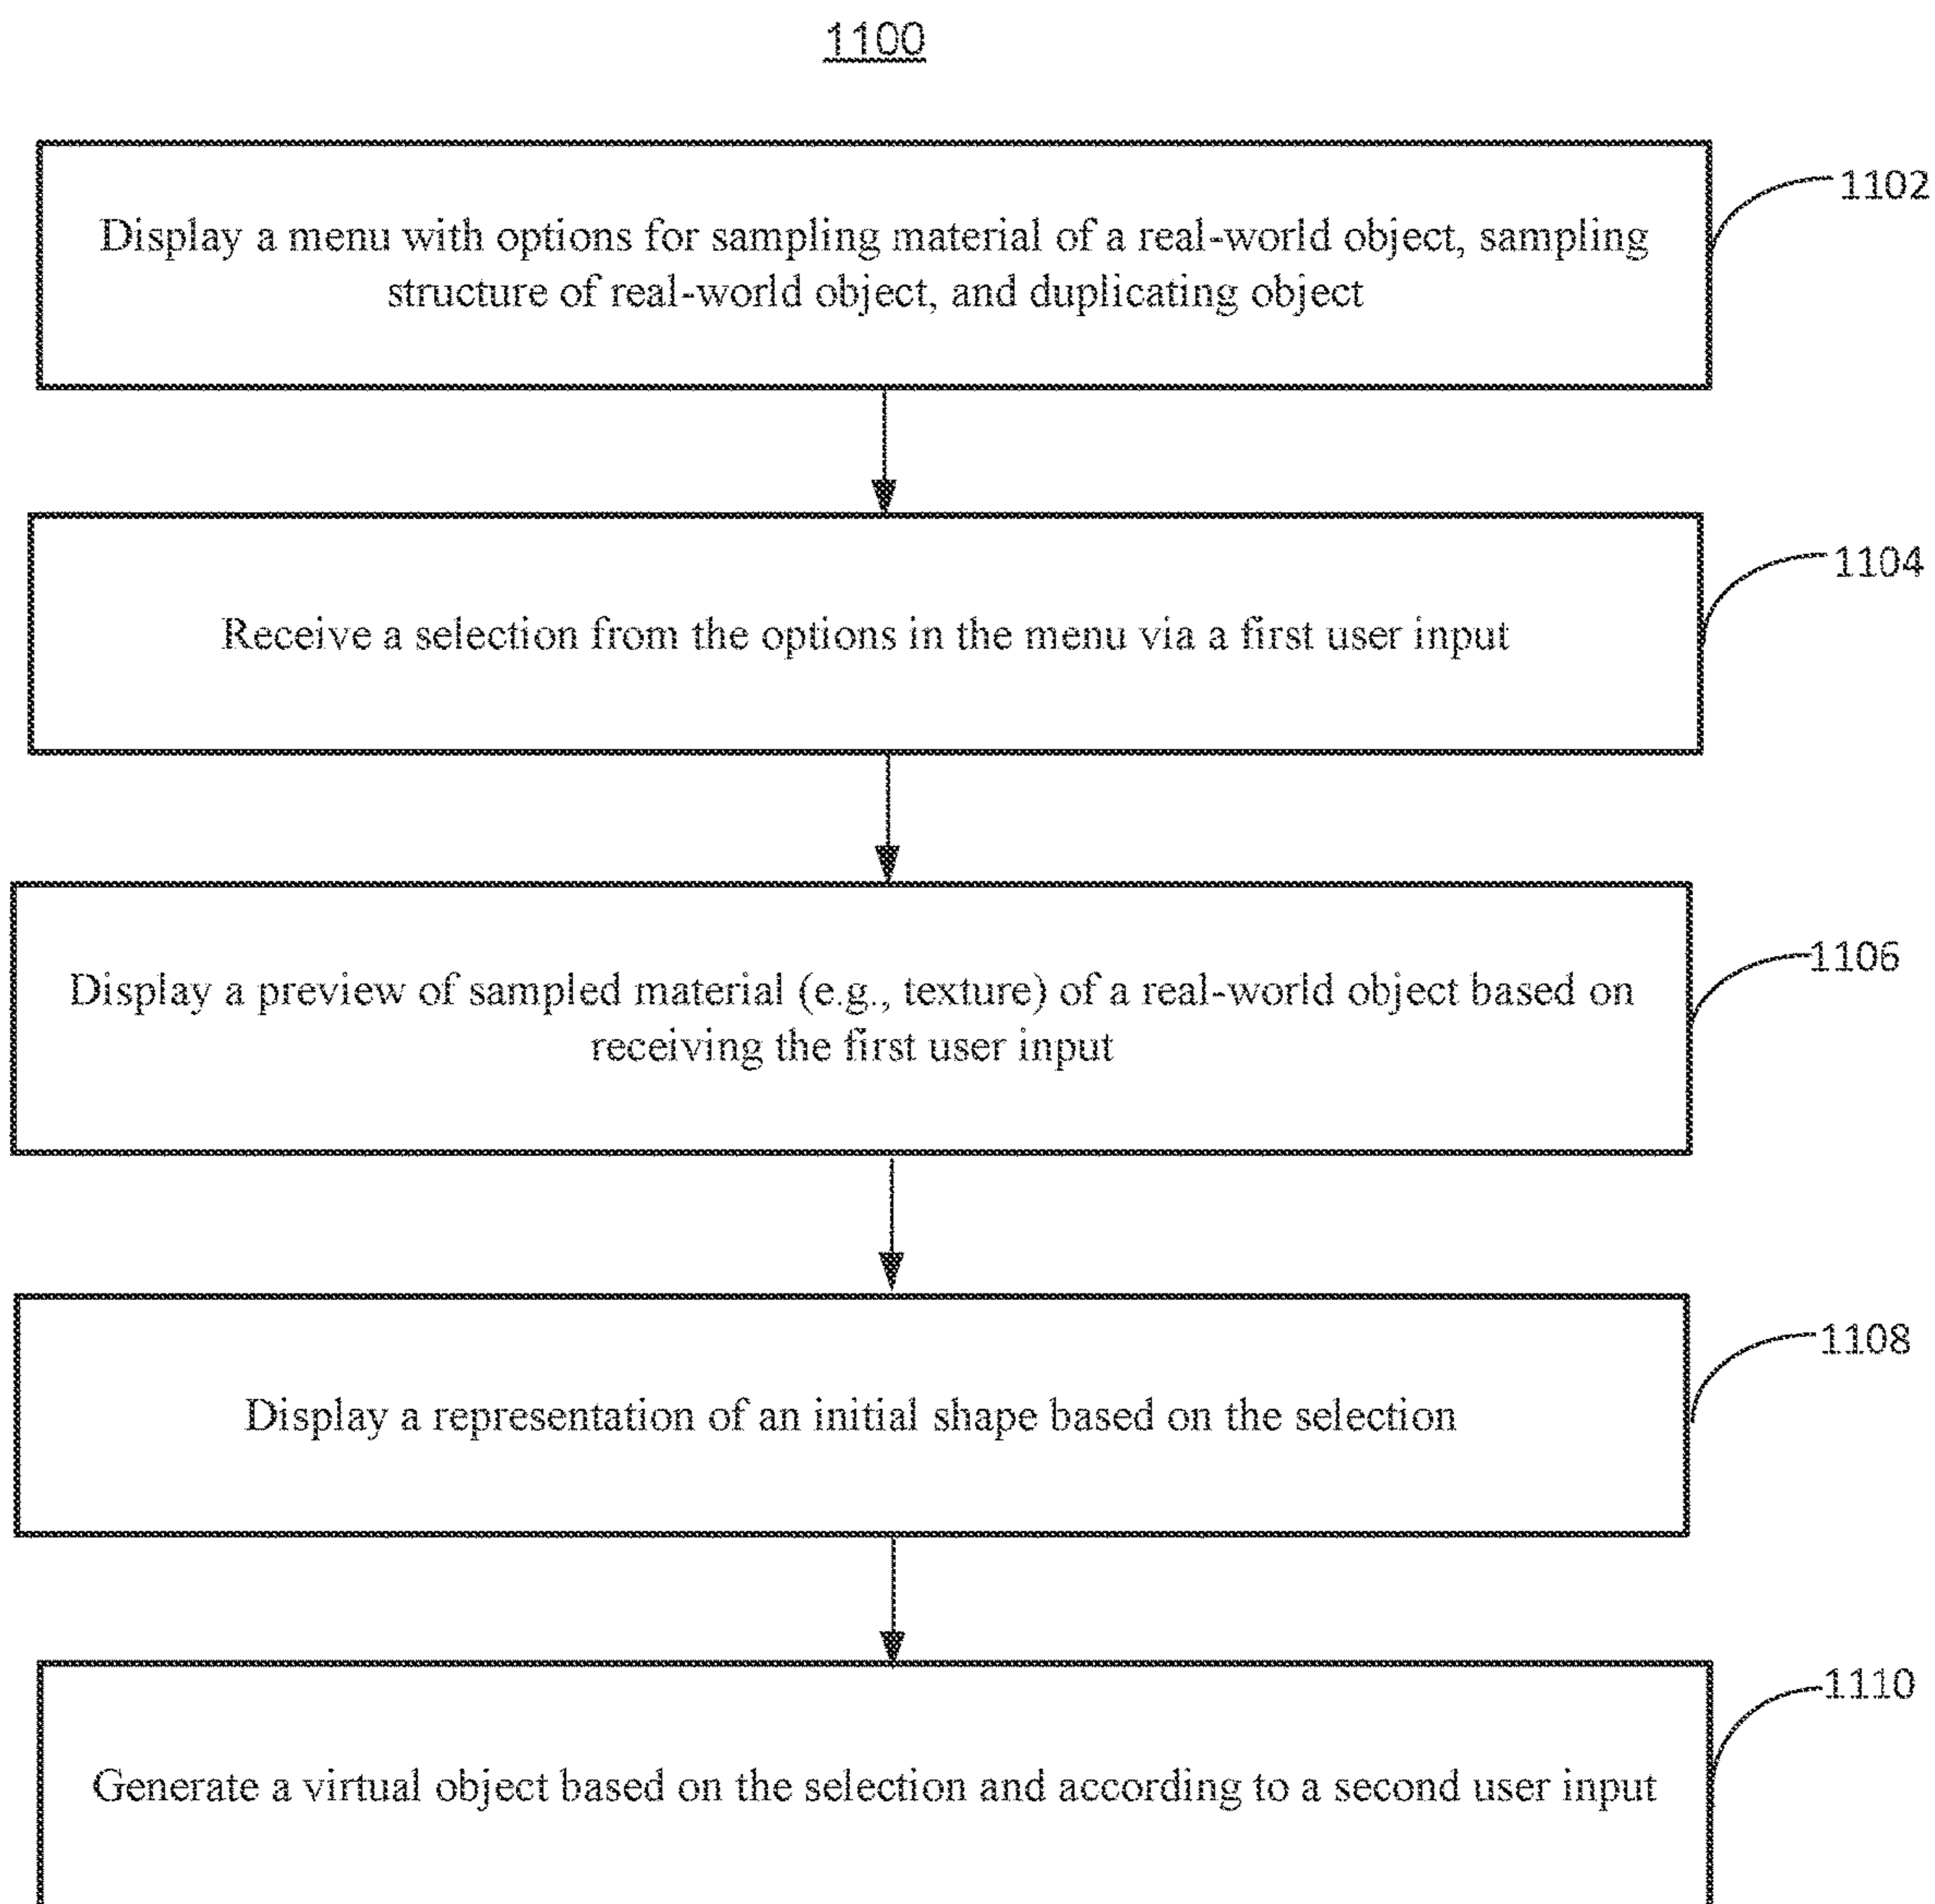 1100
Display a menu with options for sampling material of a real-world object, sampling
structure of real-world object, and duplicating object
1102
Receive a selection from the options in the menu via a first user input
1104
Display a preview of sampled material (e.g., texture) of a real-world object based on
receiving the first user input
1106
Display a representation of an initial shape based on the selection
1108
Generate a virtual object based on the selection and according to a second user input
1110